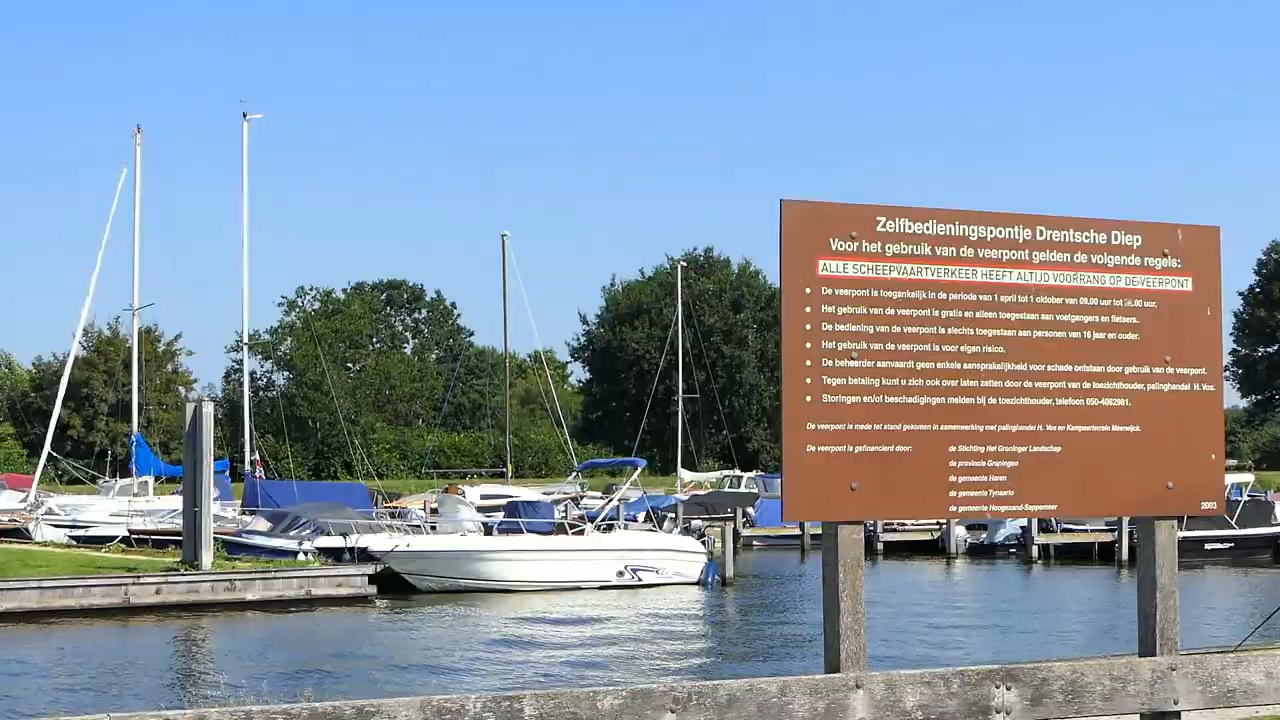 Zelfbedieningspontje Drentsche Diep
Voor het gebruik van de veerpont gelden de volgende regels:
ALLE SCHEEPVAARTVERKEER HEEFT ALTIJD VOORRANG OP DE VEERPONT
• De veerpont is toegankelijk in de periode van 1 april tot 1 oktober van 09.00 uur tot .00 uur.
• Het gebruik van de veerpont is gratis en alleen toegestaan aan voetgangers en fietsers.
• De bediening van de veerpont is slechts toegestaan aan personen van 16 jaar en ouder.
• Het gebruik van de veerpont is voor eigen risico.
• De beheerder aanvaardt geen enkele aansprakelijkheid voor schade ontstaan door gebruik van de veerpont.
• Tegen betaling kunt u zich ook over laten zetten door de veerpont van de toezichthouder, palinghandel H. Vos.
• Storingen en/of beschadigingen melden bij de toezichthouder, telefoon 050-4062981.
De veerpont is mede tot stand gekomen in samenwerking met palinghandel H. Vos en Kampeerterrein Meerwijck.
De veerpont is gefinancierd door: de Stichting Het Groninger Landschap
de provincie Groningen
de gemeente Haren
de gemeente Tynaarlo
de gemeente Hoogezand-Sappemeer
2003